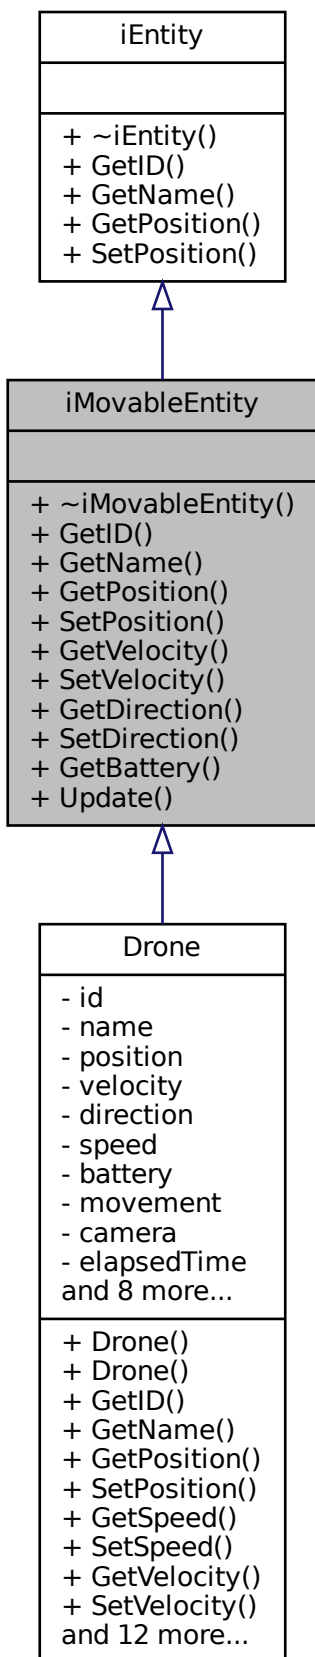 iEntity
+ ~iEntity()
+ GetID()
+ GetName()
+ GetPosition()
+ SetPosition()
iMovableEntity
+ ~iMovableEntity()
+ GetID()
+ GetName()
+ GetPosition()
+ SetPosition()
+ GetVelocity()
+ SetVelocity()
+ GetDirection()
+ SetDirection()
+ GetBattery()
+ Update()
Drone
- id
- name
- position
- velocity
- direction
- speed
- battery
- movement
- camera
- elapsedTime
and 8 more...
+ Drone()
+ Drone()
+ GetID()
+ GetName()
+ GetPosition()
+ SetPosition()
+ GetSpeed()
+ SetSpeed()
+ GetVelocity()
+ SetVelocity()
and 12 more...